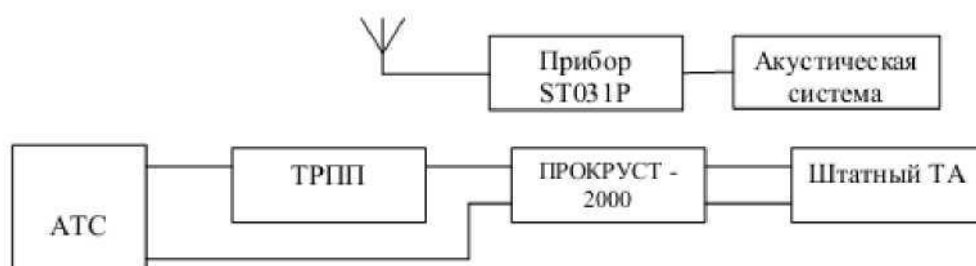 Прибор
ST031P
Акустическая
система
АТС
ТРПП
ПРОКРУСТ -
2000
Штатный ТА